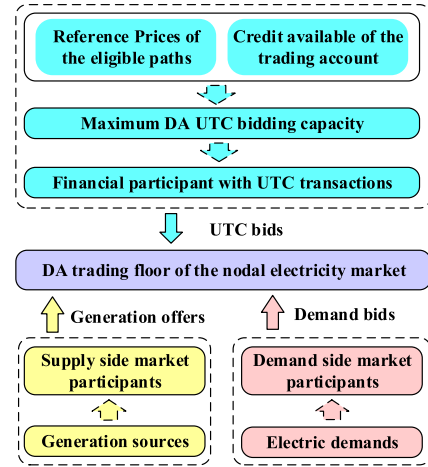 Reference Prices of
the eligible paths
Credit available of the
trading account
Maximum DA UTC bidding capacity
Financial participant with UTC transactions
UTC bids
DA trading floor of the nodal electricity market
Generation offers
Demand bids
Supply side market
participants
Demand side market
participants
Generation sources
Electric demands